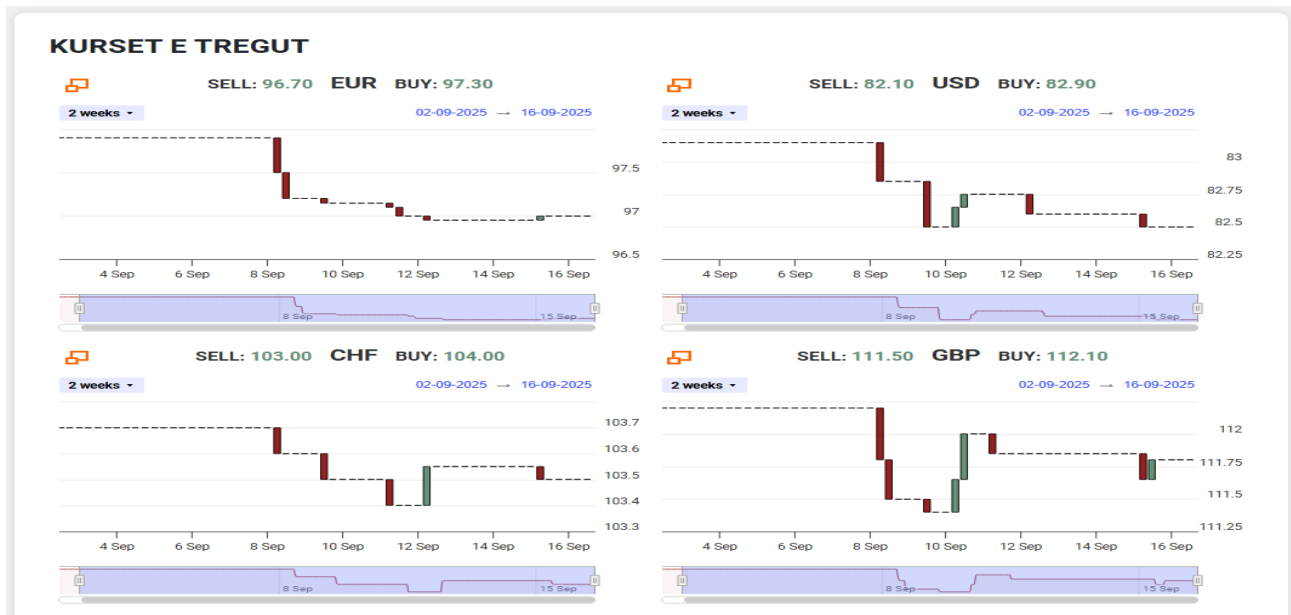 KURSET E TREGUT
SELL: 96.70 EUR BUY: 97.30
2 weeks
02-09-2025 → 16-09-2025
97.5
97
96.5
4 Sep 6 Sep 8 Sep 10 Sep 12 Sep 14 Sep 16 Sep
8 Sep 15 Sep
SELL: 82.10 USD BUY: 82.90
2 weeks
02-09-2025 → 16-09-2025
83
82.75
82.5
82.25
4 Sep 6 Sep 8 Sep 10 Sep 12 Sep 14 Sep 16 Sep
8 Sep 15 Sep
SELL: 103.00 CHF BUY: 104.00
2 weeks
02-09-2025 → 16-09-2025
103.7
103.6
103.5
103.4
103.3
4 Sep 6 Sep 8 Sep 10 Sep 12 Sep 14 Sep 16 Sep
8 Sep 15 Sep
SELL: 111.50 GBP BUY: 112.10
2 weeks
02-09-2025 → 16-09-2025
112
111.75
111.5
111.25
4 Sep 6 Sep 8 Sep 10 Sep 12 Sep 14 Sep 16 Sep
8 Sep 15 Sep